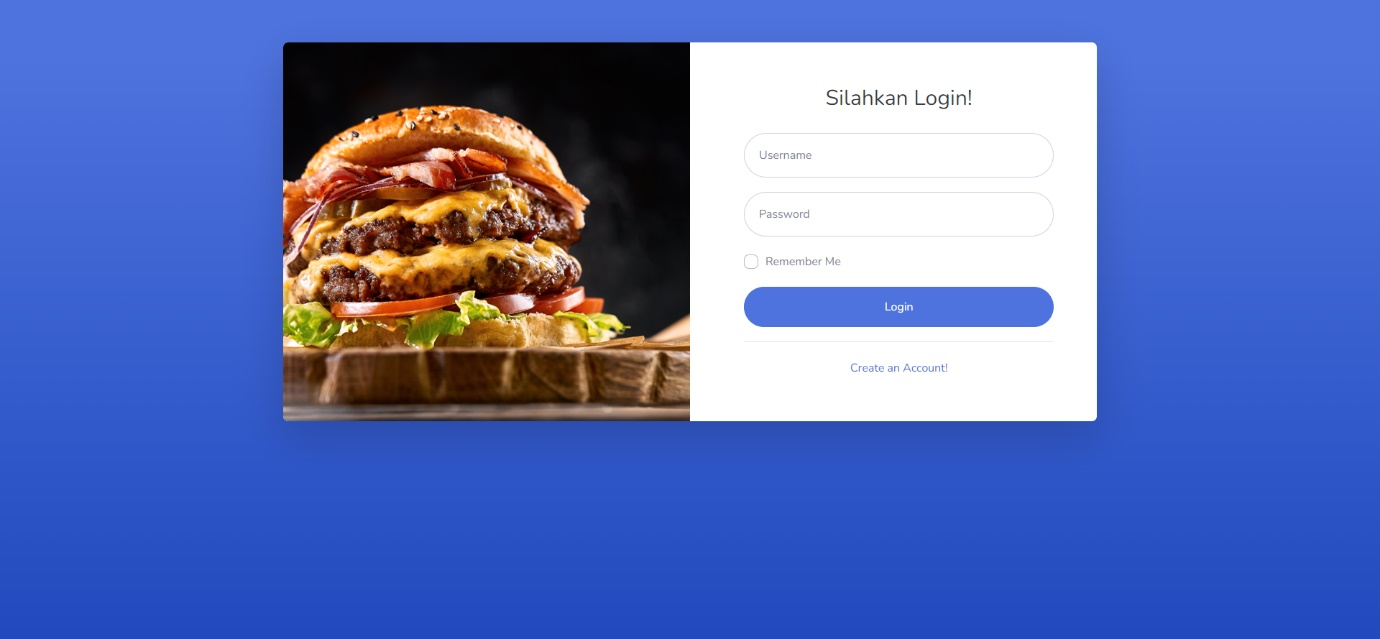 Silahkan Login!
Username
Password
Remember Me
Login
Create an Account!